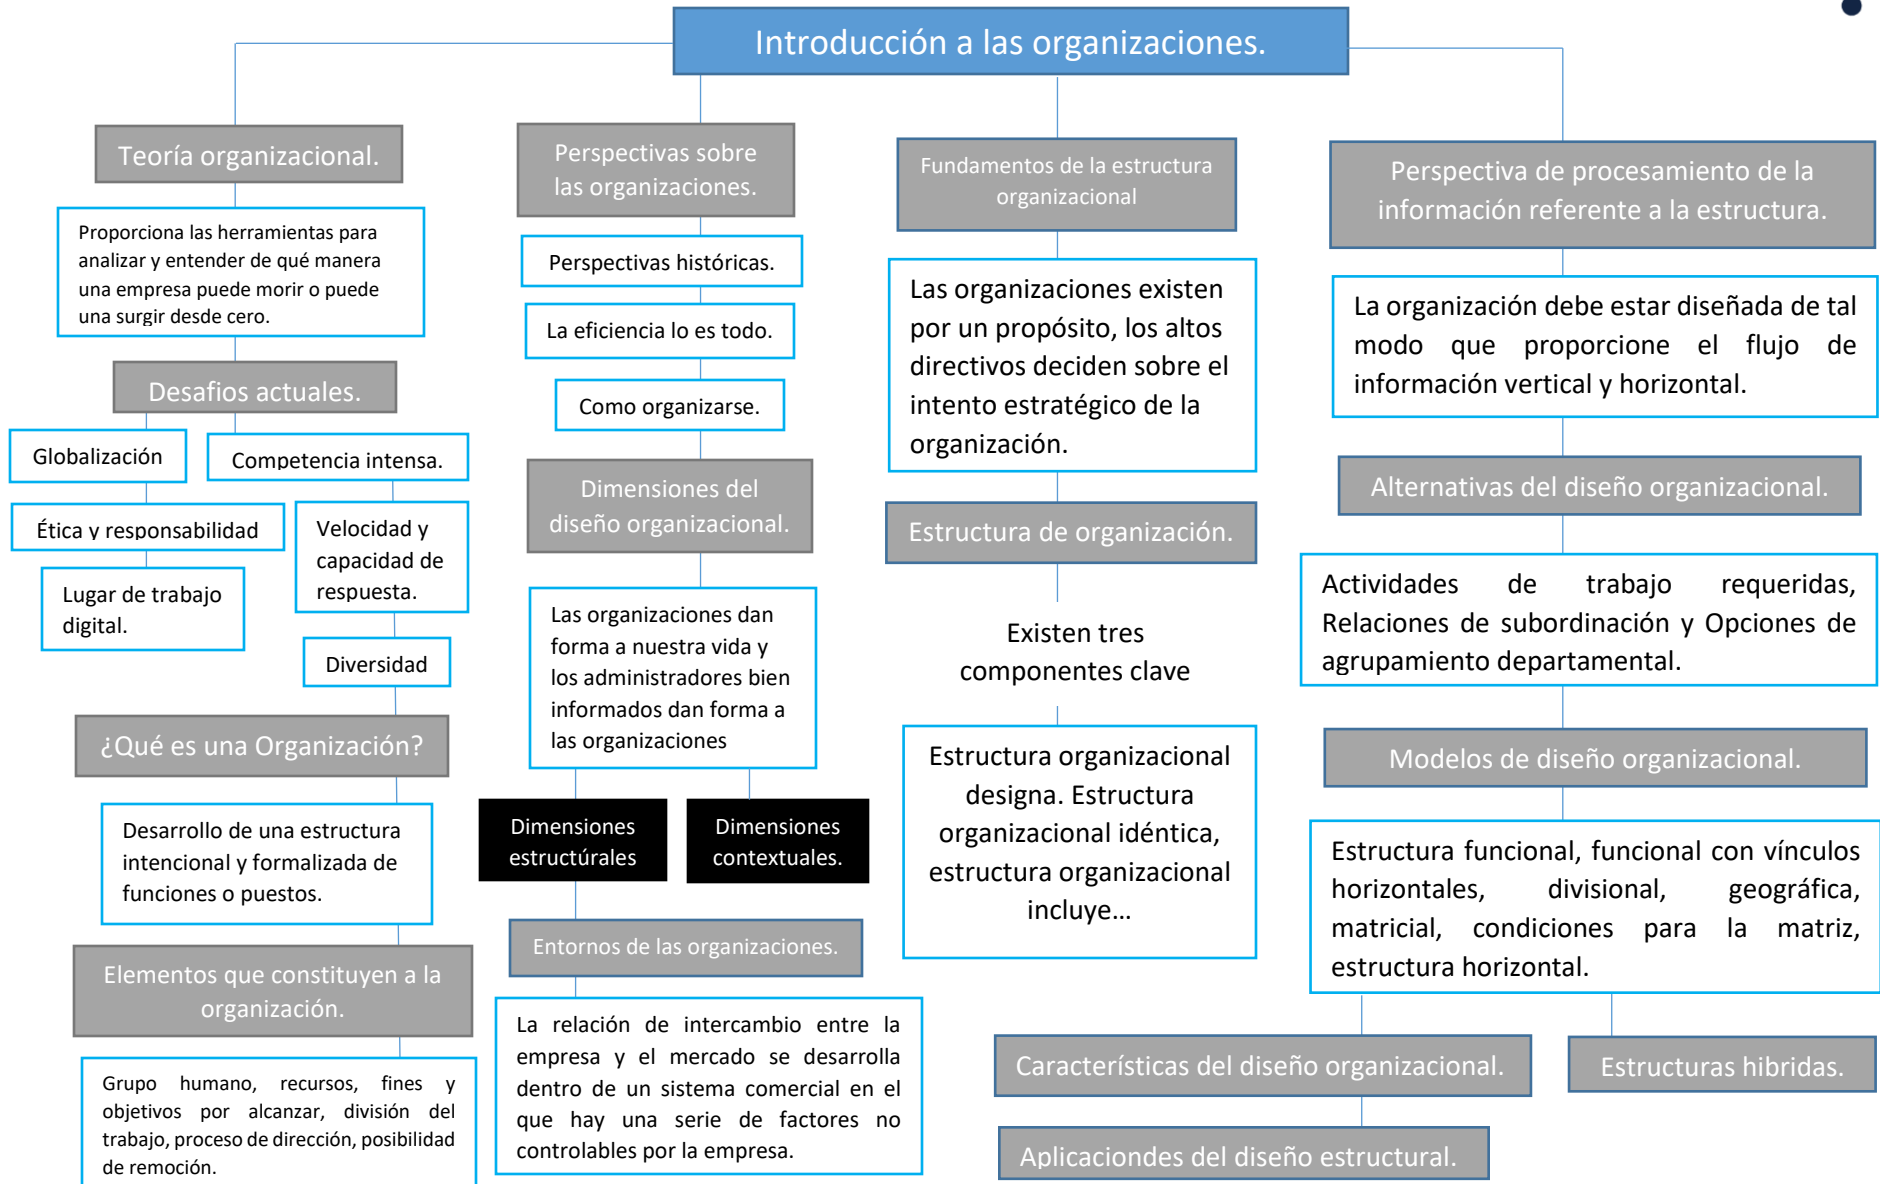 Introducción a las organizaciones.
Teoría organizacional.
Proporciona las herramientas para
analizar y entender de qué manera
una empresa puede morir o puede
una surgir desde cero.
Desafios actuales.
Globalización
Competencia intensa.
Ética y responsabilidad
Velocidad y
capacidad de
respuesta.
Lugar de trabajo
digital.
Diversidad
¿Qué es una Organización?
Desarrollo de una estructura
intencional y formalizada de
funciones o puestos.
Elementos que constituyen a la
organización.
Grupo humano, recursos, fines y
objetivos por alcanzar, división del
trabajo, proceso de dirección, posibilidad
de remoción.
Perspectivas sobre
las organizaciones.
Perspectivas históricas.
La eficiencia lo es todo.
Como organizarse.
Dimensiones del
diseño organizacional.
Las organizaciones dan
forma a nuestra vida y
los administradores bien
informados dan forma a
las organizaciones
Dimensiones
estructúrales
Dimensiones
contextuales.
Entornos de las organizaciones.
La relación de intercambio entre la
empresa y el mercado se desarrolla
dentro de un sistema comercial en el
que hay una serie de factores no
controlables por la empresa.
Fundamentos de la estructura
organizacional
Las organizaciones existen
por un propósito, los altos
directivos deciden sobre el
intento estratégico de la
organización.
Estructura de organización.
Existen tres
componentes clave
Estructura organizacional
designa. Estructura
organizacional idéntica,
estructura organizacional
incluye...
Perspectiva de procesamiento de la
información referente a la estructura.
La organización debe estar diseñada de tal
modo que proporcione el flujo de
información vertical y horizontal.
Alternativas del diseño organizacional.
Actividades de trabajo requeridas,
Relaciones de subordinación y Opciones de
agrupamiento departamental.
Modelos de diseño organizacional.
Estructura funcional, funcional con vínculos
horizontales, divisional, geográfica,
matricial, condiciones para la matriz,
estructura horizontal.
Características del diseño organizacional.
Estructuras hibridas.
Aplicaciondes del diseño estructural.